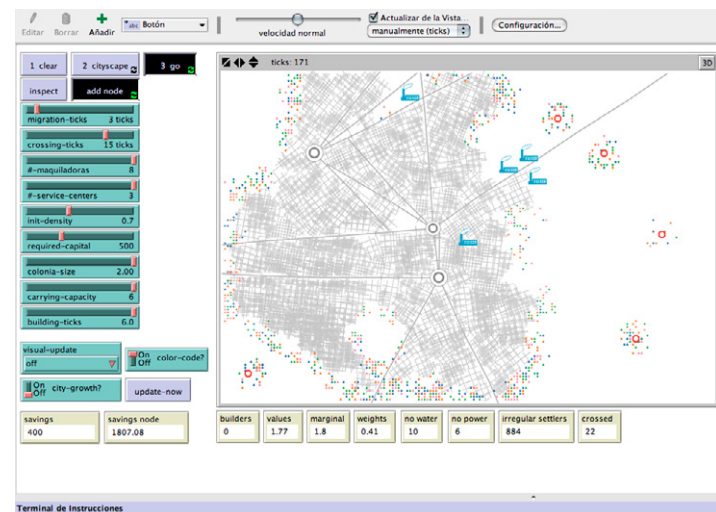 Editar Borrar Añadir Abc Botón velocidad normal Actualizar de la Vista... manualmente (ticks) Configuración...
1 clear 2 cityscape 3 go
inspect add node
migration-ticks 3 ticks
crossing-ticks 15 ticks
#-maquiladoras 8
#-service-centers 3
init-density 0.7
required-capital 500
colonia-size 2.00
carrying-capacity 6
building-ticks 6.0
visual-update
off
On Off color-code?
On Off city-growth?
update-now
savings
400
savings node
1807.08
ticks: 171
3D
builders
0
values
1.77
marginal
1.8
weights
0.41
no water
10
no power
6
irregular settlers
884
crossed
22
Terminal de Instrucciones